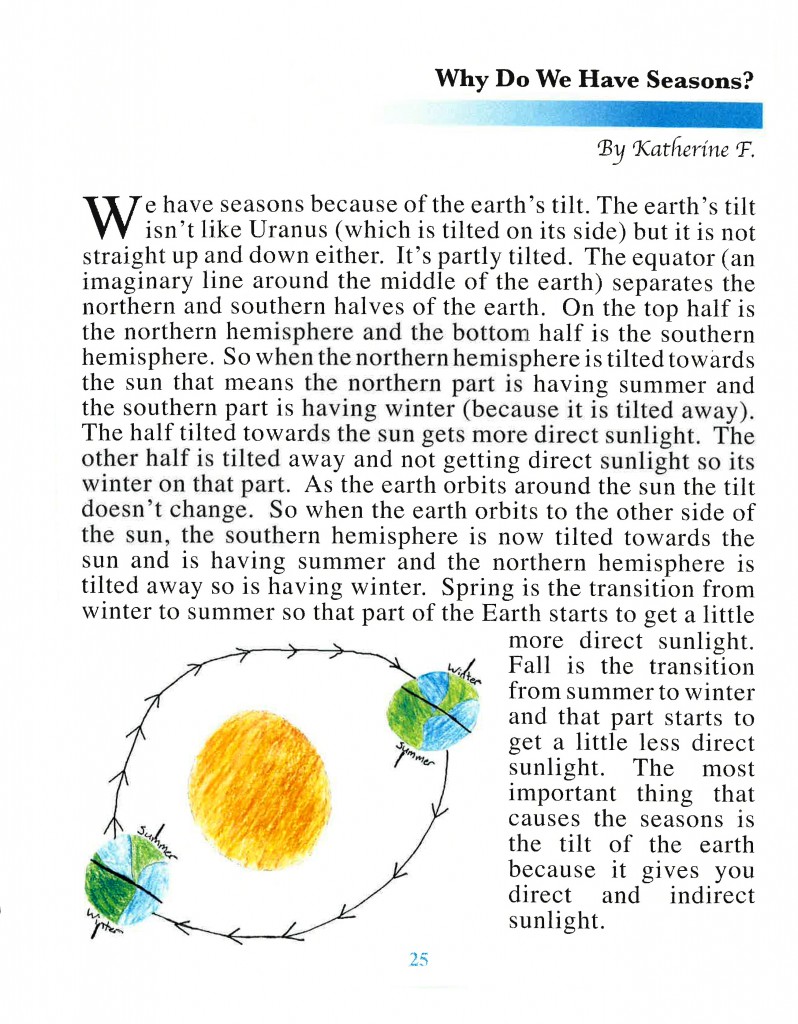 Why Do We Have Seasons?
By Katherine F.
We have seasons because of the earth's tilt. The earth's tilt
isn't like Uranus (which is tilted on its side) but it is not
straight up and down either. It's partly tilted. The equator (an
imaginary line around the middle of the earth) separates the
northern and southern halves of the earth. On the top half is
the northern hemisphere and the bottom half is the southern
hemisphere. So when the northern hemisphere is tilted towards
the sun that means the northern part is having summer and
the southern part is having winter (because it is tilted away).
The half tilted towards the sun gets more direct sunlight. The
other half is tilted away and not getting direct sunlight so its
winter on that part. As the earth orbits around the sun the tilt
doesn't change. So when the earth orbits to the other side of
the sun, the southern hemisphere is now tilted towards the
sun and is having summer and the northern hemisphere is
tilted away so is having winter. Spring is the transition from
winter to summer so that part of the Earth starts to get a little
more direct sunlight.
Fall is the transition
from summer to winter
and that part starts to
get a little less direct
sunlight. The most
important thing that
causes the seasons is
the tilt of the earth
because it gives you
direct and indirect
sunlight.
Winter
Summer
Summer
Winter
25